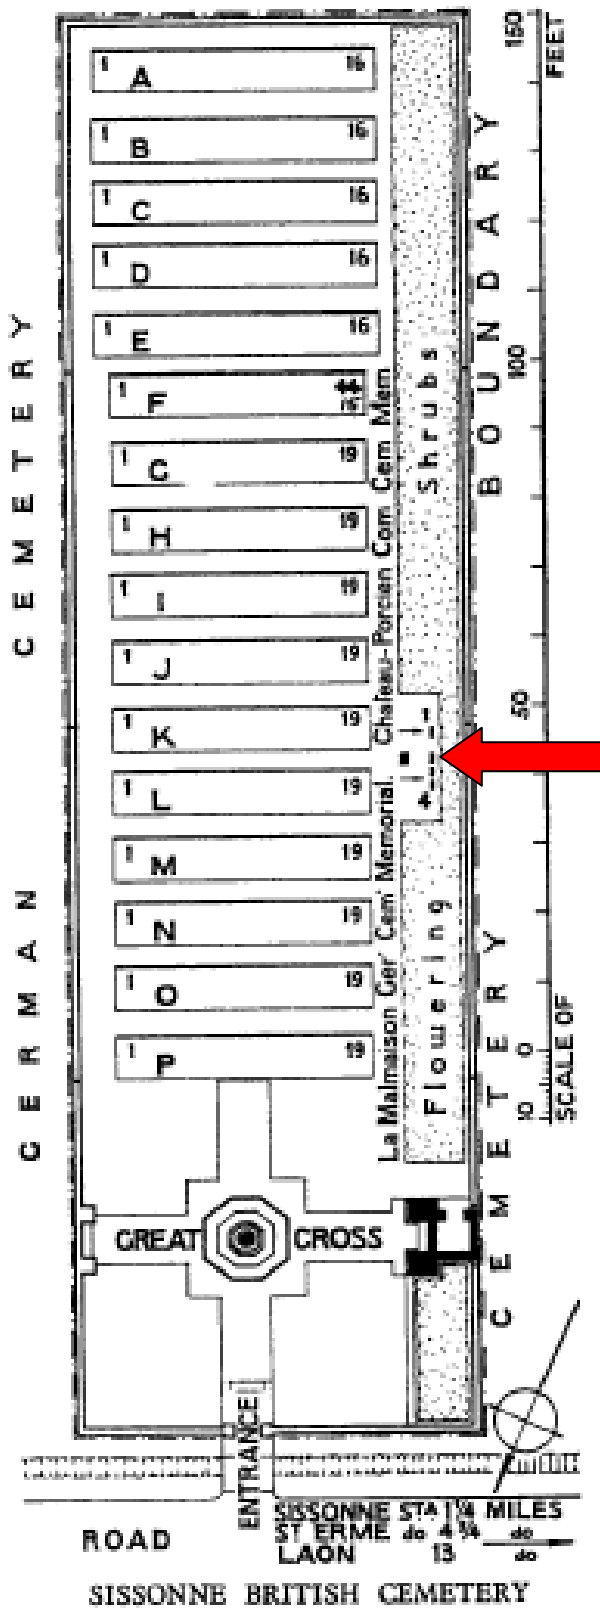 1 A 16
1 B 16
1 C 16
1 D 16
1 E 16
1 F
1 G 19
1 H 19
1 I 19
1 J 19
1 K 19
1 L 19
1 M 19
1 N 19
1 O 19
1 P 19
GERMAN CEMETERY
Chateau-Porcien Com Cem Mem
La Malmaison Ger Cem Memorial.
Flowering Shrubs
CEMETERY BOUNDARY
150
100
50
0
10
SCALE OF FEET
GREAT CROSS
ENTRANCE
ROAD
SISSONNE STA 1¼ MILES
ST ERME do 4¾ do
LAON 13 do
SISSONNE BRITISH CEMETERY